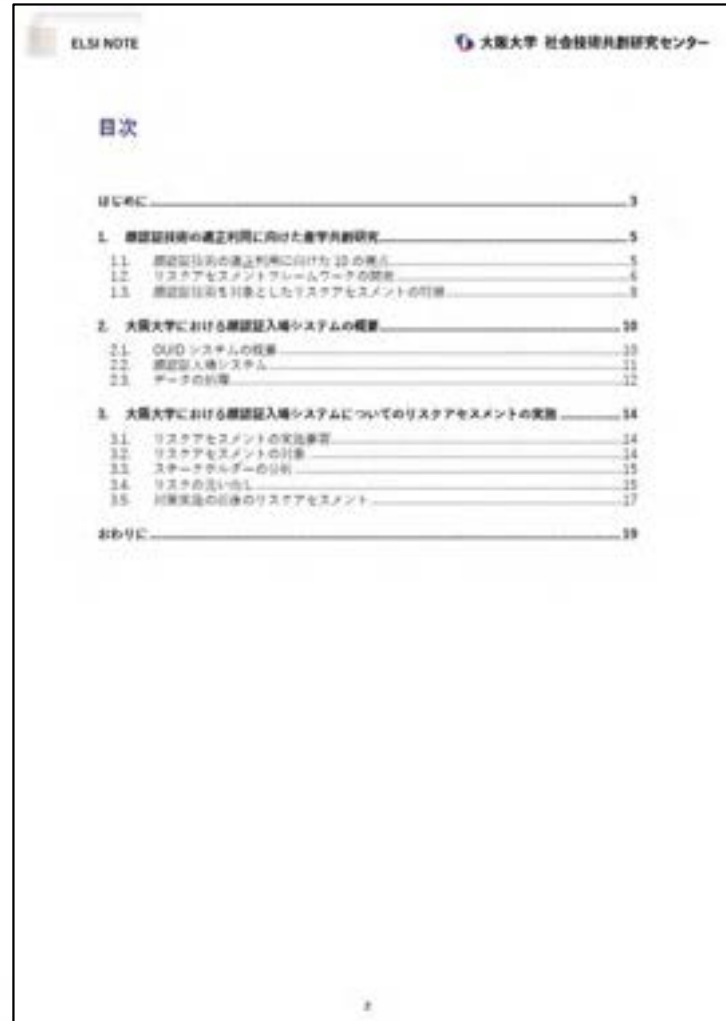 ELSI NOTE
大阪大学 社会技術共創研究センター
目次
はじめに 3
1. 顔認証技術の適正利用に向けた産学共創研究 5
1.1. 顔認証技術の適正利用に向けた 10 の視点 5
1.2. リスクアセスメントフレームワークの開発 6
1.3. 顔認証技術を対象としたリスクアセスメントの 8
2. 大阪大学における顔認証入場システムの概要 10
2.1. OUID システムの概要 10
2.2. 顔認証入場システム 11
2.3. データの処理 12
3. 大阪大学における顔認証入場システムについてのリスクアセスメントの実施 14
3.1. リスクアセスメントの実施 14
3.2. リスクアセスメントの対象 14
3.3. ステークホルダーの分析 15
3.4. リスクの洗い出し 15
3.5. 対策実施の前後のリスクアセスメント 17
おわりに 19
2